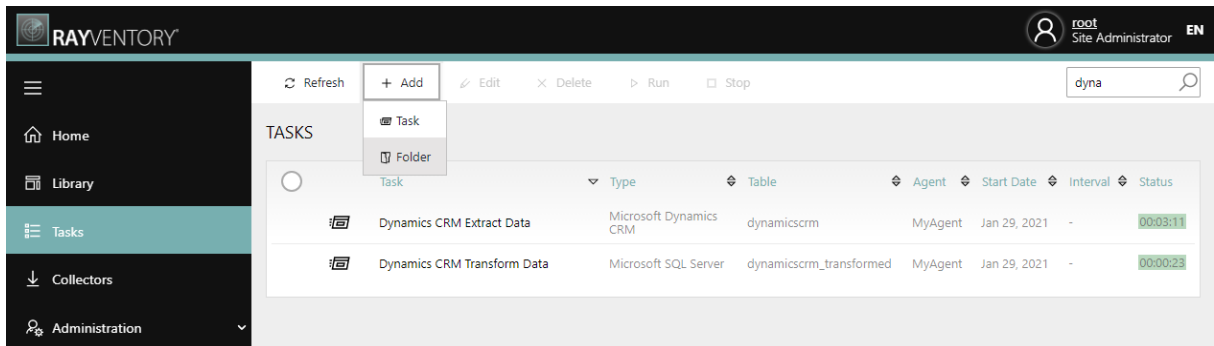 RAYVENTORY®
root
Site Administrator
EN
Refresh
+ Add
Edit
Delete
Run
Stop
dyna
Task
Folder
Home
Library
Tasks
Collectors
Administration
TASKS
Task Type Table Agent Start Date Interval Status
Dynamics CRM Extract Data Microsoft Dynamics CRM dynamicscrm MyAgent Jan 29, 2021 - 00:03:11
Dynamics CRM Transform Data Microsoft SQL Server dynamicscrm_transformed MyAgent Jan 29, 2021 - 00:00:23